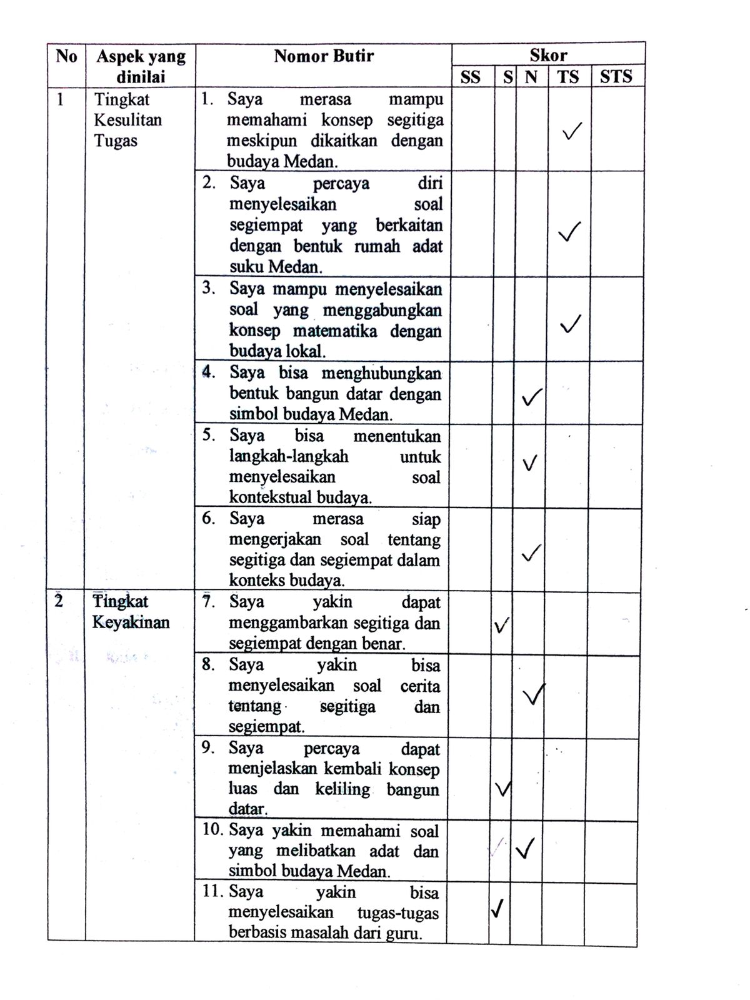 No Aspek yang dinilai Nomor Butir Skor
SS S N TS STS
1 Tingkat Kesulitan Tugas
1. Saya merasa mampu
memahami konsep segitiga
meskipun dikaitkan dengan
budaya Medan. ✓
2. Saya percaya diri
menyelesaikan soal
segiempat yang berkaitan
dengan bentuk rumah adat
suku Medan. ✓
3. Saya mampu menyelesaikan
soal yang menggabungkan
konsep matematika dengan
budaya lokal. ✓
4. Saya bisa menghubungkan
bentuk bangun datar dengan
simbol budaya Medan. ✓
5. Saya bisa menentukan
langkah-langkah untuk
menyelesaikan soal
kontekstual budaya. ✓
6. Saya merasa siap
mengerjakan soal tentang
segitiga dan segiempat dalam
konteks budaya. ✓
2 Tingkat Keyakinan
7. Saya yakin dapat
menggambarkan segitiga dan
segiempat dengan benar. ✓
8. Saya yakin bisa
menyelesaikan soal cerita
tentang segitiga dan
segiempat. ✓
9. Saya percaya dapat
menjelaskan kembali konsep
luas dan keliling bangun
datar. ✓
10. Saya yakin memahami soal
yang melibatkan adat dan
simbol budaya Medan. ✓
11. Saya yakin bisa
menyelesaikan tugas-tugas
berbasis masalah dari guru. ✓